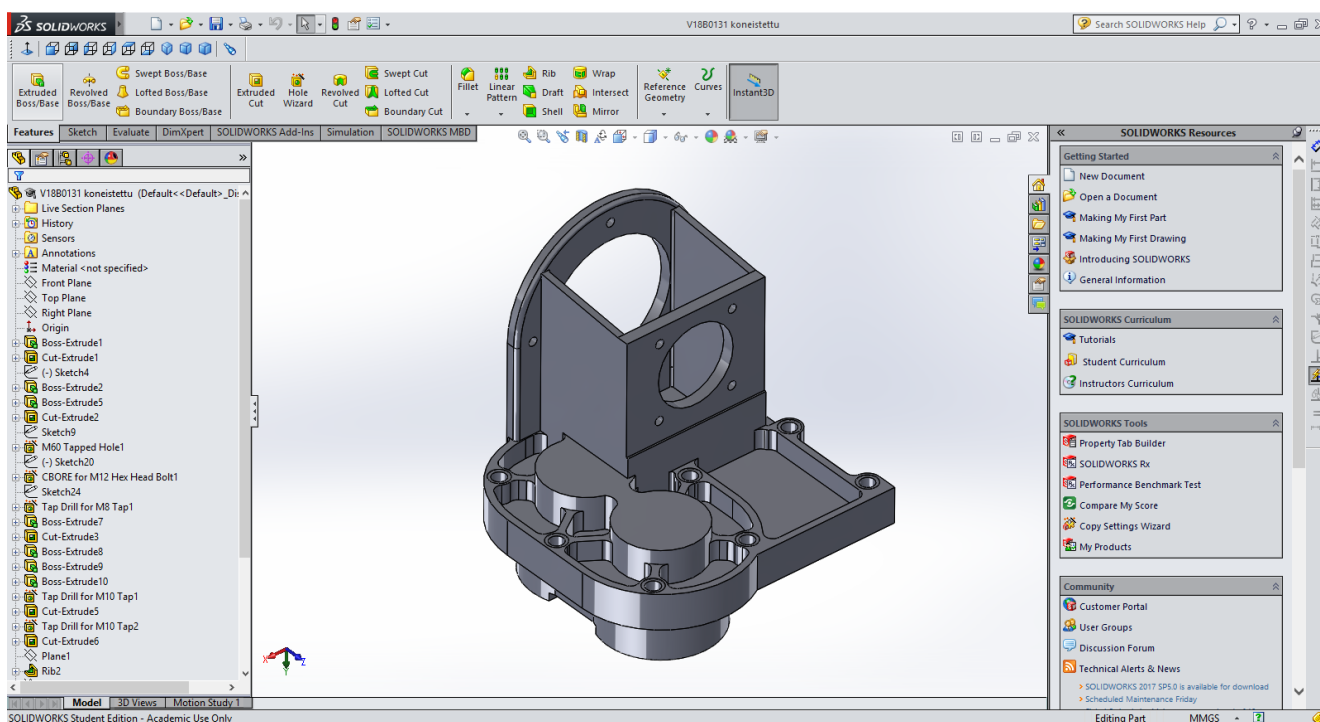 SOLIDWORKS
V18B0131 koneistettu
Search SOLIDWORKS Help
Extruded Boss/Base
Revolved Boss/Base
Swept Boss/Base
Lofted Boss/Base
Boundary Boss/Base
Extruded Cut
Hole Wizard
Revolved Cut
Swept Cut
Lofted Cut
Boundary Cut
Fillet
Linear Pattern
Rib
Draft
Shell
Wrap
Intersect
Mirror
Reference Geometry
Curves
Instant3D
Features
Sketch
Evaluate
DimXpert
SOLIDWORKS Add-Ins
Simulation
SOLIDWORKS MBD
V18B0131 koneistettu (Default<<Default>_Di
Live Section Planes
History
Sensors
Annotations
Material <not specified>
Front Plane
Top Plane
Right Plane
Origin
Boss-Extrude1
Cut-Extrude1
(-) Sketch4
Boss-Extrude2
Boss-Extrude5
Cut-Extrude2
Sketch9
M60 Tapped Hole1
(-) Sketch20
CBORE for M12 Hex Head Bolt1
Sketch24
Tap Drill for M8 Tap1
Boss-Extrude7
Cut-Extrude3
Boss-Extrude8
Boss-Extrude9
Boss-Extrude10
Tap Drill for M10 Tap1
Cut-Extrude5
Tap Drill for M10 Tap2
Cut-Extrude6
Plane1
Rib2
X
Y
Z
SOLIDWORKS Resources
Getting Started
New Document
Open a Document
Making My First Part
Making My First Drawing
Introducing SOLIDWORKS
General Information
SOLIDWORKS Curriculum
Tutorials
Student Curriculum
Instructors Curriculum
SOLIDWORKS Tools
Property Tab Builder
SOLIDWORKS Rx
Performance Benchmark Test
Compare My Score
Copy Settings Wizard
My Products
Community
Customer Portal
User Groups
Discussion Forum
Technical Alerts & News
SOLIDWORKS 2017 SP5.0 is available for download
Scheduled Maintenance Friday
Model
3D Views
Motion Study 1
SOLIDWORKS Student Edition - Academic Use Only
Editing Part
MMGS